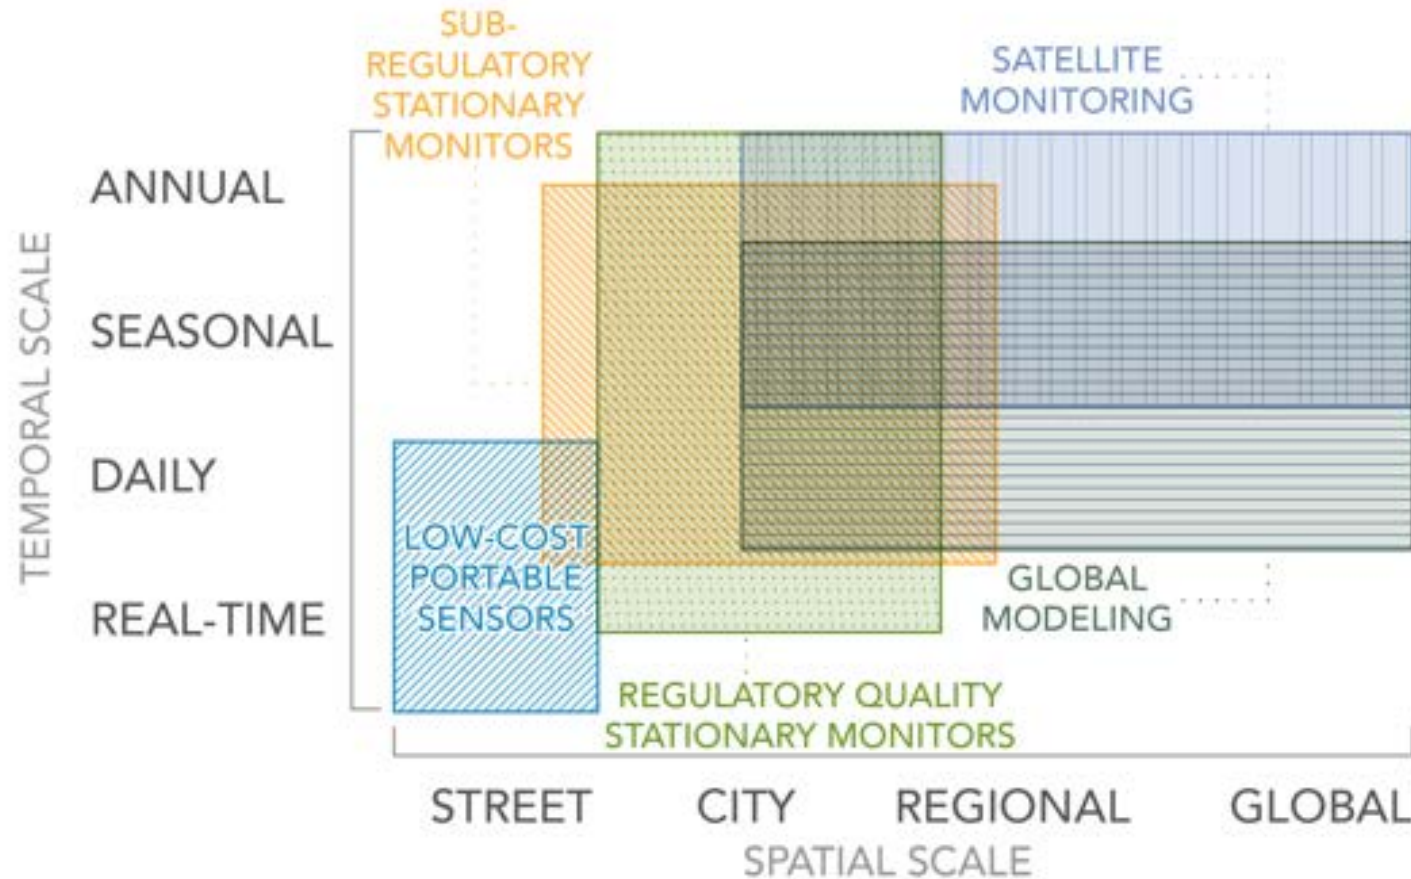 SUB-
REGULATORY
STATIONARY
MONITORS
SATELLITE
MONITORING
TEMPORAL SCALE
ANNUAL
SEASONAL
DAILY
REAL-TIME
LOW-COST
PORTABLE
SENSORS
GLOBAL
MODELING
REGULATORY QUALITY
STATIONARY MONITORS
STREET
CITY
REGIONAL
GLOBAL
SPATIAL SCALE